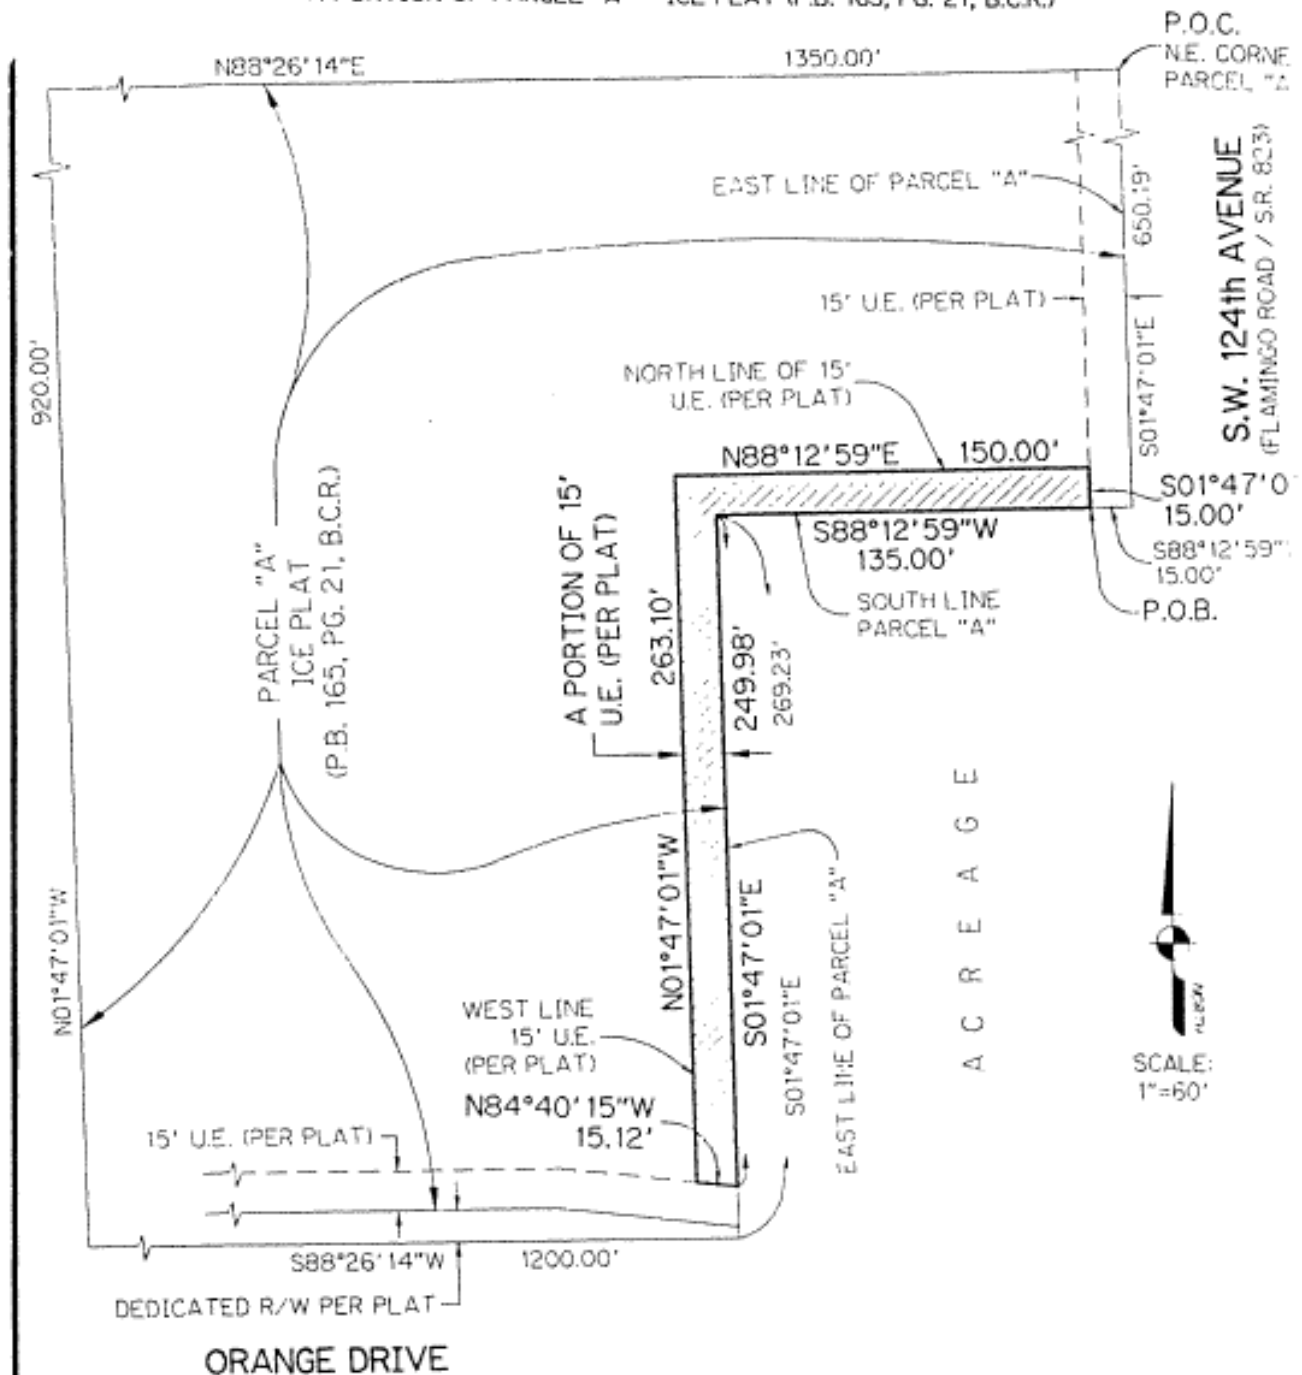 "A" ICE PLAT (P.B. 165, PG. 21, B.C.R.)
P.O.C.
N.E. CORNE
PARCEL "A
N88°26'14"E
1350.00'
EAST LINE OF PARCEL "A"
650.19'
S.W. 124th AVENUE
(FLAMINGO ROAD / S.R. 823)
15' U.E. (PER PLAT)
S01°47'01"E
920.00'
NORTH LINE OF 15'
U.E. (PER PLAT)
N88°12'59"E
150.00'
S01°47'0
15.00'
S88°12'59"
15.00'
P.O.B.
S88°12'59"W
135.00'
SOUTH LINE
PARCEL "A"
PARCEL "A"
ICE PLAT
(P.B. 165, PG. 21, B.C.R.)
A PORTION OF 15'
U.E. (PER PLAT)
263.10'
249.98'
269.23'
N01°47'01"W
N01°47'01"W
S01°47'01"E
S01°47'01"E
EAST LINE OF PARCEL "A"
ACREAGE
WEST LINE
15' U.E.
(PER PLAT)
N84°40'15"W
15.12'
SCALE:
1"=60'
15' U.E. (PER PLAT)
S88°26'14"W
1200.00'
DEDICATED R/W PER PLAT
ORANGE DRIVE